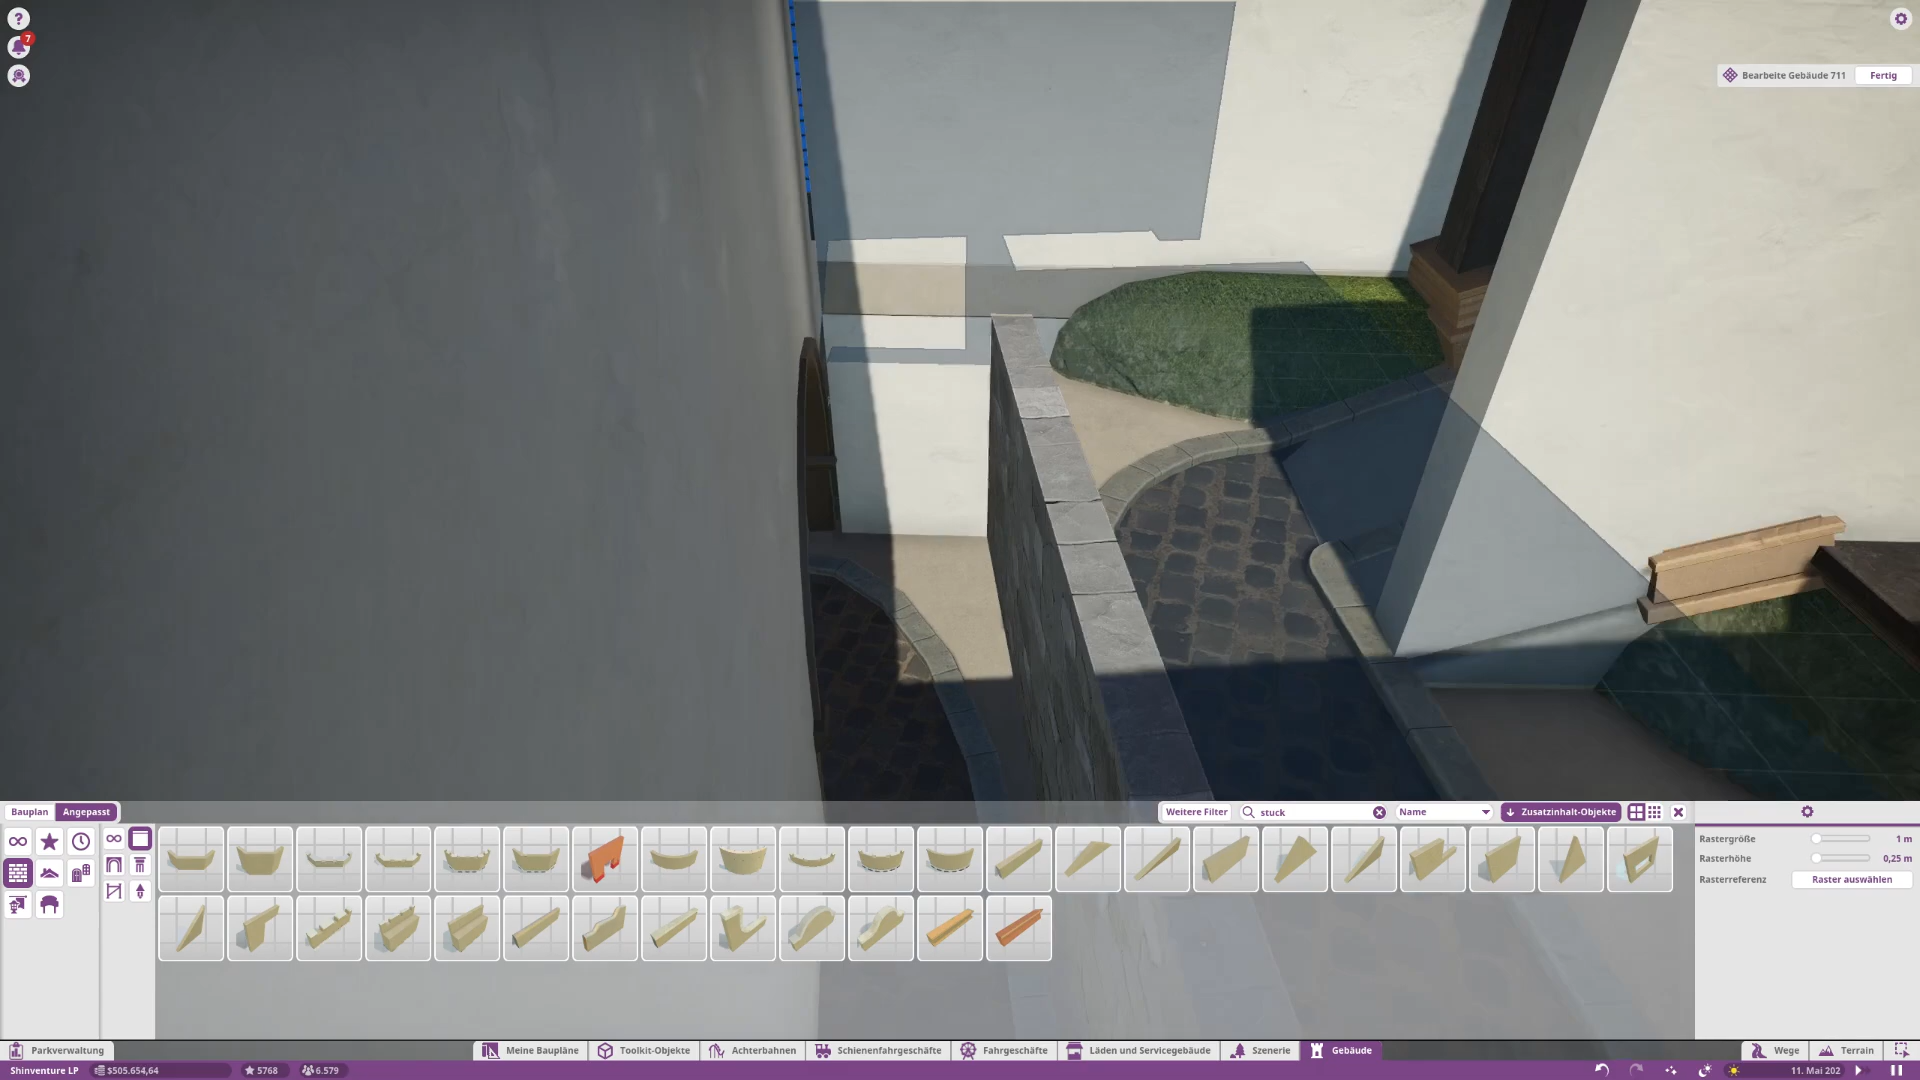 ?
7
Bearbeite Gebäude 711
Fertig
Bauplan
Angepasst
Weitere Filter
stuck
Name
Zusatzinhalt-Objekte
Rastergröße
1 m
Rasterhöhe
0,25 m
Rasterreferenz
Raster auswählen
Parkverwaltung
Meine Baupläne
Toolkit-Objekte
Achterbahnen
Schienenfahrgeschäfte
Fahrgeschäfte
Läden und Servicegebäude
Szenerie
Gebäude
Wege
Terrain
Shinventure LP
$505.654,64
5768
6.579
11. Mai 202